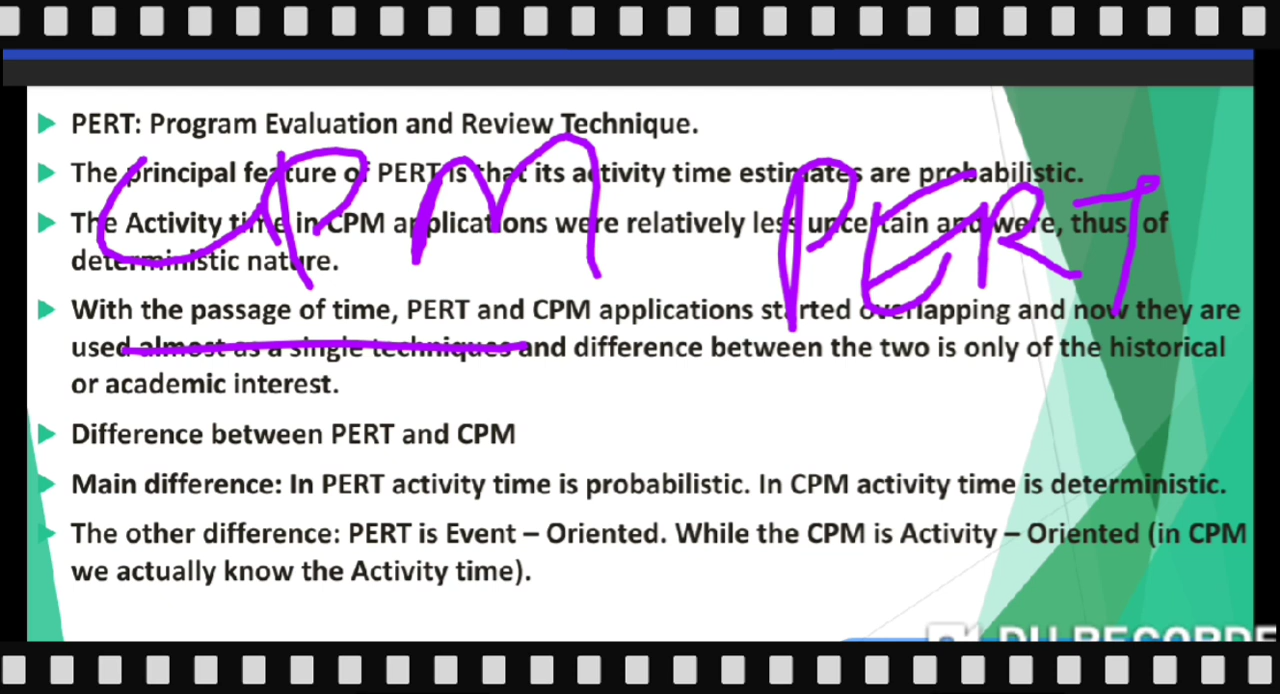 PERT: Program Evaluation and Review Technique.
The principal feature of PERT is that its activity time estimates are probabilistic.
CPM PERT
The Activity time in CPM applications were relatively less uncertain and were, thus, of
deterministic nature.
With the passage of time, PERT and CPM applications started overlapping and now they are
used almost as a single techniques and difference between the two is only of the historical
or academic interest.
Difference between PERT and CPM
Main difference: In PERT activity time is probabilistic. In CPM activity time is deterministic.
The other difference: PERT is Event – Oriented. While the CPM is Activity – Oriented (in CPM
we actually know the Activity time).
DU RECORDE